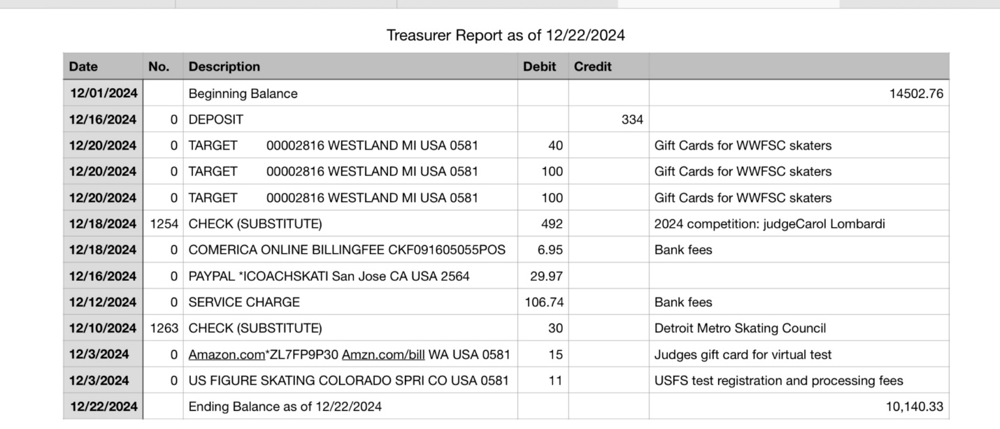 Treasurer Report as of 12/22/2024
Date No. Description Debit Credit
12/01/2024 Beginning Balance 14502.76
12/16/2024 0 DEPOSIT 334
12/20/2024 0 TARGET 00002816 WESTLAND MI USA 0581 40 Gift Cards for WWFSC skaters
12/20/2024 0 TARGET 00002816 WESTLAND MI USA 0581 100 Gift Cards for WWFSC skaters
12/20/2024 0 TARGET 00002816 WESTLAND MI USA 0581 100 Gift Cards for WWFSC skaters
12/18/2024 1254 CHECK (SUBSTITUTE) 492 2024 competition: judgeCarol Lombardi
12/18/2024 0 COMERICA ONLINE BILLINGFEE CKF091605055POS 6.95 Bank fees
12/16/2024 0 PAYPAL *ICOACHSKATI San Jose CA USA 2564 29.97
12/12/2024 0 SERVICE CHARGE 106.74 Bank fees
12/10/2024 1263 CHECK (SUBSTITUTE) 30 Detroit Metro Skating Council
12/3/2024 0 Amazon.com*ZL7FP9P30 Amzn.com/bill WA USA 0581 15 Judges gift card for virtual test
12/3/2024 0 US FIGURE SKATING COLORADO SPRI CO USA 0581 11 USFS test registration and processing fees
12/22/2024 Ending Balance as of 12/22/2024 10,140.33